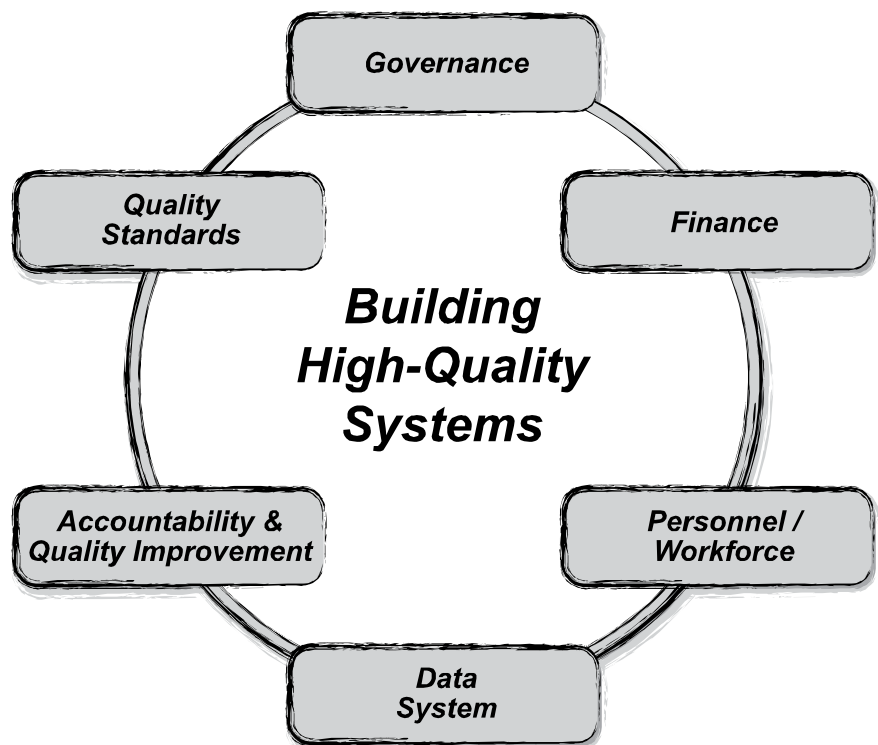 Governance
Quality
Standards
Finance
Building
High-Quality
Systems
Accountability &
Quality Improvement
Personnel /
Workforce
Data
System